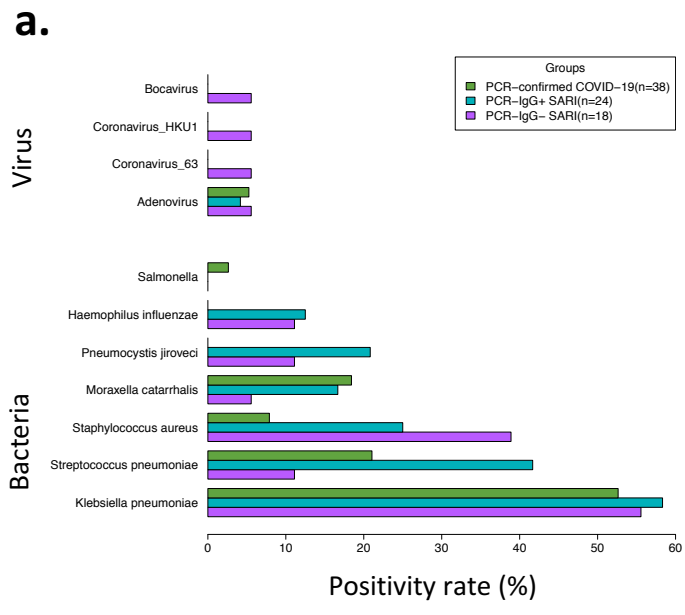 a.
Groups
PCR-confirmed COVID-19(n=38)
PCR-IgG+ SARI(n=24)
PCR-IgG- SARI(n=18)
Virus
Bocavirus
Coronavirus_HKU1
Coronavirus_63
Adenovirus
Bacteria
Salmonella
Haemophilus influenzae
Pneumocystis jiroveci
Moraxella catarrhalis
Staphylococcus aureus
Streptococcus pneumoniae
Klebsiella pneumoniae
0 10 20 30 40 50 60
Positivity rate (%)